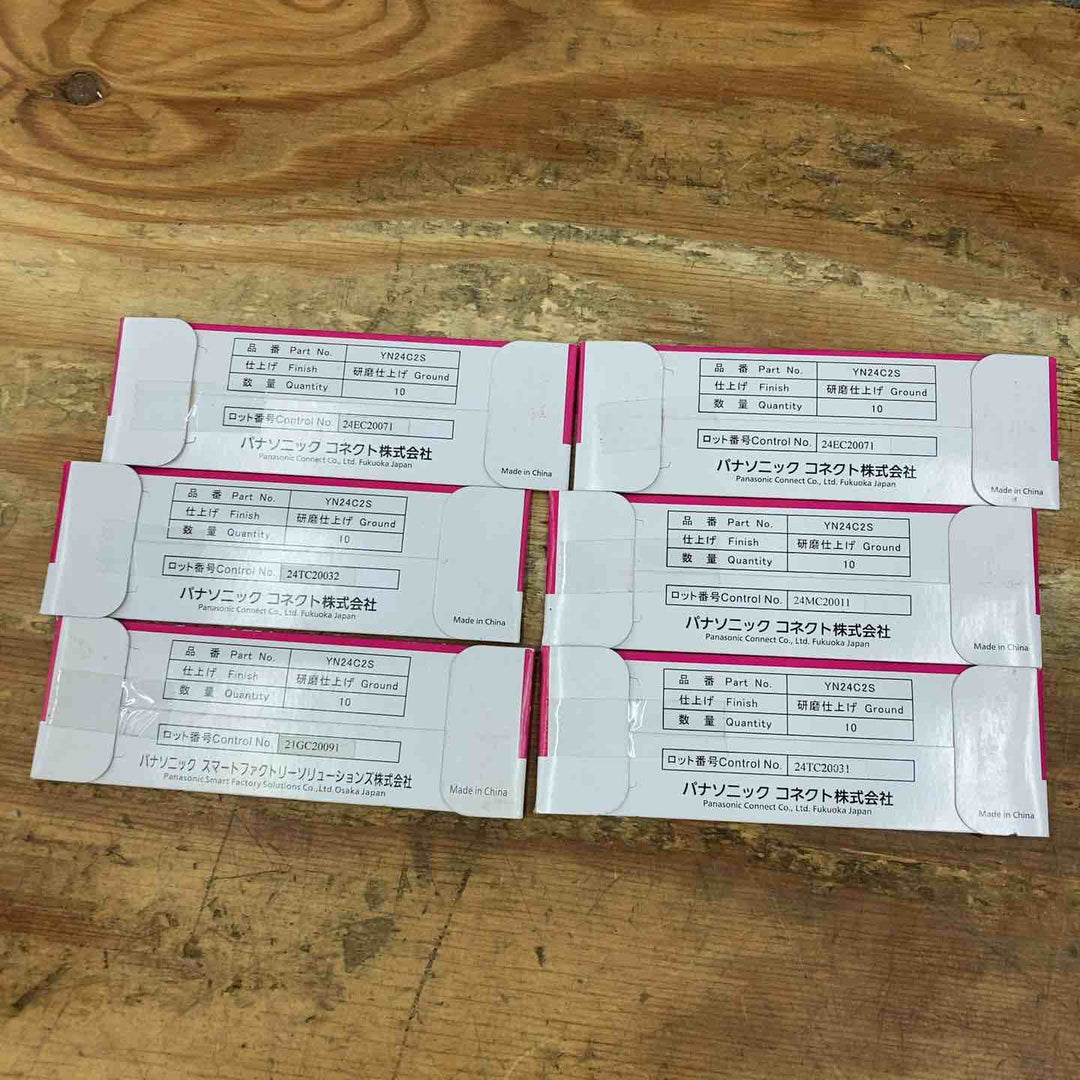 品 番 Part No. YN24C2S
仕上げ Finish 研磨仕上げ Ground
数 量 Quantity 10
ロット番号Control No. 24EC20071
パナソニック コネクト株式会社
Panasonic Connect Co., Ltd. Fukuoka Japan
Made in China
品 番 Part No. YN24C2S
仕上げ Finish 研磨仕上げ Ground
数 量 Quantity 10
ロット番号Control No. 24EC20071
パナソニック コネクト株式会社
Panasonic Connect Co., Ltd. Fukuoka Japan
Made in China
品 番 Part No. YN24C2S
仕上げ Finish 研磨仕上げ Ground
数 量 Quantity 10
ロット番号Control No. 24TC20032
パナソニック コネクト株式会社
Panasonic Connect Co., Ltd. Fukuoka Japan
Made in China
品 番 Part No. YN24C2S
仕上げ Finish 研磨仕上げ Ground
数 量 Quantity 10
ロット番号Control No. 24MC20011
パナソニック コネクト株式会社
Panasonic Connect Co., Ltd. Fukuoka Japan
Made in China
品 番 Part No. YN24C2S
仕上げ Finish 研磨仕上げ Ground
数 量 Quantity 10
ロット番号Control No. 21GC20091
パナソニック スマートファクトリーソリューションズ株式会社
Panasonic Smart Factory Solutions Co.,Ltd.Osaka Japan
Made in China
品 番 Part No. YN24C2S
仕上げ Finish 研磨仕上げ Ground
数 量 Quantity 10
ロット番号Control No. 24TC20031
パナソニック コネクト株式会社
Panasonic Connect Co., Ltd. Fukuoka Japan
Made in China